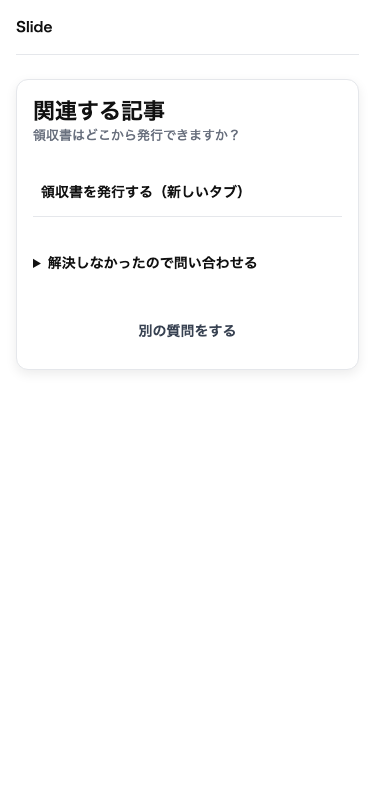 Slide
関連する記事
領収書はどこから発行できますか？
領収書を発行する（新しいタブ）
▶ 解決しなかったので問い合わせる
別の質問をする